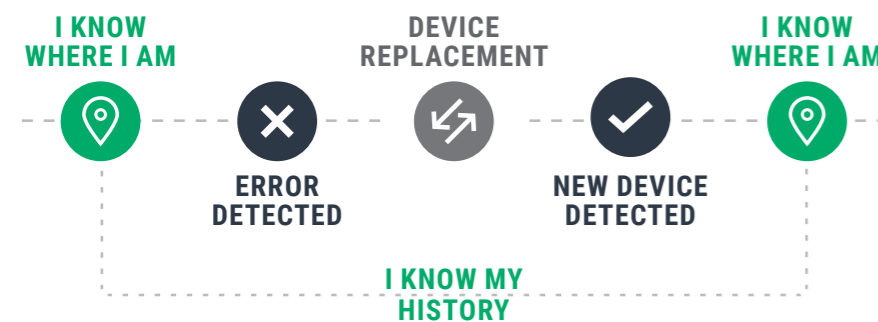 I KNOW
WHERE I AM
DEVICE
REPLACEMENT
I KNOW
WHERE I AM
ERROR
DETECTED
NEW DEVICE
DETECTED
I KNOW MY
HISTORY